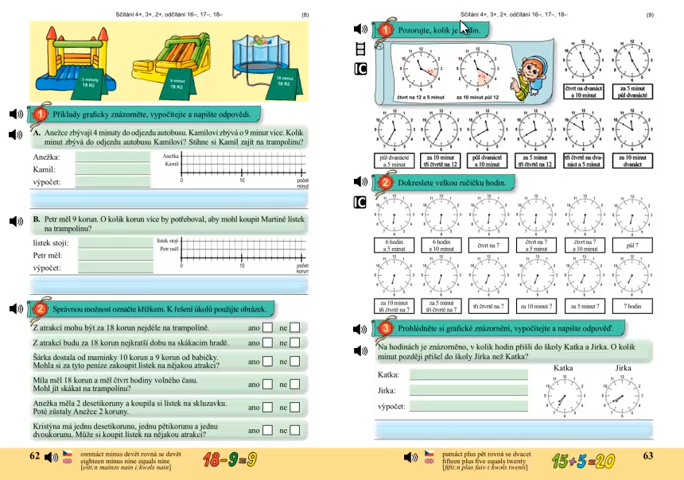 Sčítání 4+, 3+, 2+, odčítání 16–, 17–, 18–
(8)
18 Kč
9 minut
18 Kč
18 Kč
1 Příklady graficky znázorněte, vypočítejte a napište odpovědi.
A. Anežce zbývají 4 minuty do odjezdu autobusu. Kamilovi zbývá o 9 minut více. Kolik
minut zbývá do odjezdu autobusu Kamilovi? Stihne si Kamil zajít na trampolínu?
Anežka:
Kamil:
výpočet:
Anežka
Kamil
0
10
počet
minut
B. Petr měl 9 korun. O kolik korun více by potřeboval, aby mohl koupit Martině lístek
na trampolínu?
lístek stojí:
Petr měl:
výpočet:
lístek stojí
Petr měl
0
10
počet
korun
2 Správnou možnost označte křížkem. K řešení úkolů použijte obrázek.
Z atrakcí mohu být za 18 korun nejdéle na trampolíně. ano ne
Z atrakcí budu za 18 korun nejkratší dobu na skákacím hradě. ano ne
Šárka dostala od maminky 10 korun a 9 korun od babičky.
Mohla si za tyto peníze zakoupit lístek na nějakou atrakci? ano ne
Míla měl 18 korun a měl čtvrt hodiny volného času.
Mohl jít skákat na trampolínu? ano ne
Anežka měla 2 desetikoruny a koupila si lístek na skluzavku.
Poté zůstaly Anežce 2 koruny. ano ne
Kristýna má jednu desetikorunu, jednu pětikorunu a jednu
dvoukorunu. Může si koupit lístek na nějakou atrakci? ano ne
62
osmnáct minus devět rovná se devět
eighteen minus nine equals nine
18–9=9
Sčítání 4+, 3+, 2+, odčítání 16–, 17–, 18–
(9)
1 Pozorujte, kolik je hodin.
čtvrt na 12 a 5 minut
za 10 minut půl 12
čtvrt na dvanáct
a 10 minut
za 5 minut
půl dvanácté
půl dvanácté
a 5 minut
za 10 minut
tři čtvrtě na 12
půl dvanácté
a 10 minut
za 5 minut
tři čtvrtě na 12
tři čtvrtě na dva-
náct a 5 minut
za 10 minut
dvanáct
2 Dokreslete velkou ručičku hodin.
6 hodin
a 5 minut
6 hodin
a 10 minut
čtvrt na 7
čtvrt na 7
a 5 minut
čtvrt na 7
a 10 minut
půl 7
za 10 minut
tři čtvrtě na 7
za 5 minut
tři čtvrtě na 7
tři čtvrtě na 7
za 10 minut 7
za 5 minut 7
7 hodin
3 Prohlédněte si grafické znázornění, vypočítejte a napište odpověď.
Na hodinách je znázorněno, v kolik hodin přišli do školy Katka a Jirka. O kolik
minut později přišel do školy Jirka než Katka?
Katka:
Jirka:
výpočet:
Katka
Jirka
patnáct plus pět rovná se dvacet
fifteen plus five equals twenty
15+5=20
63